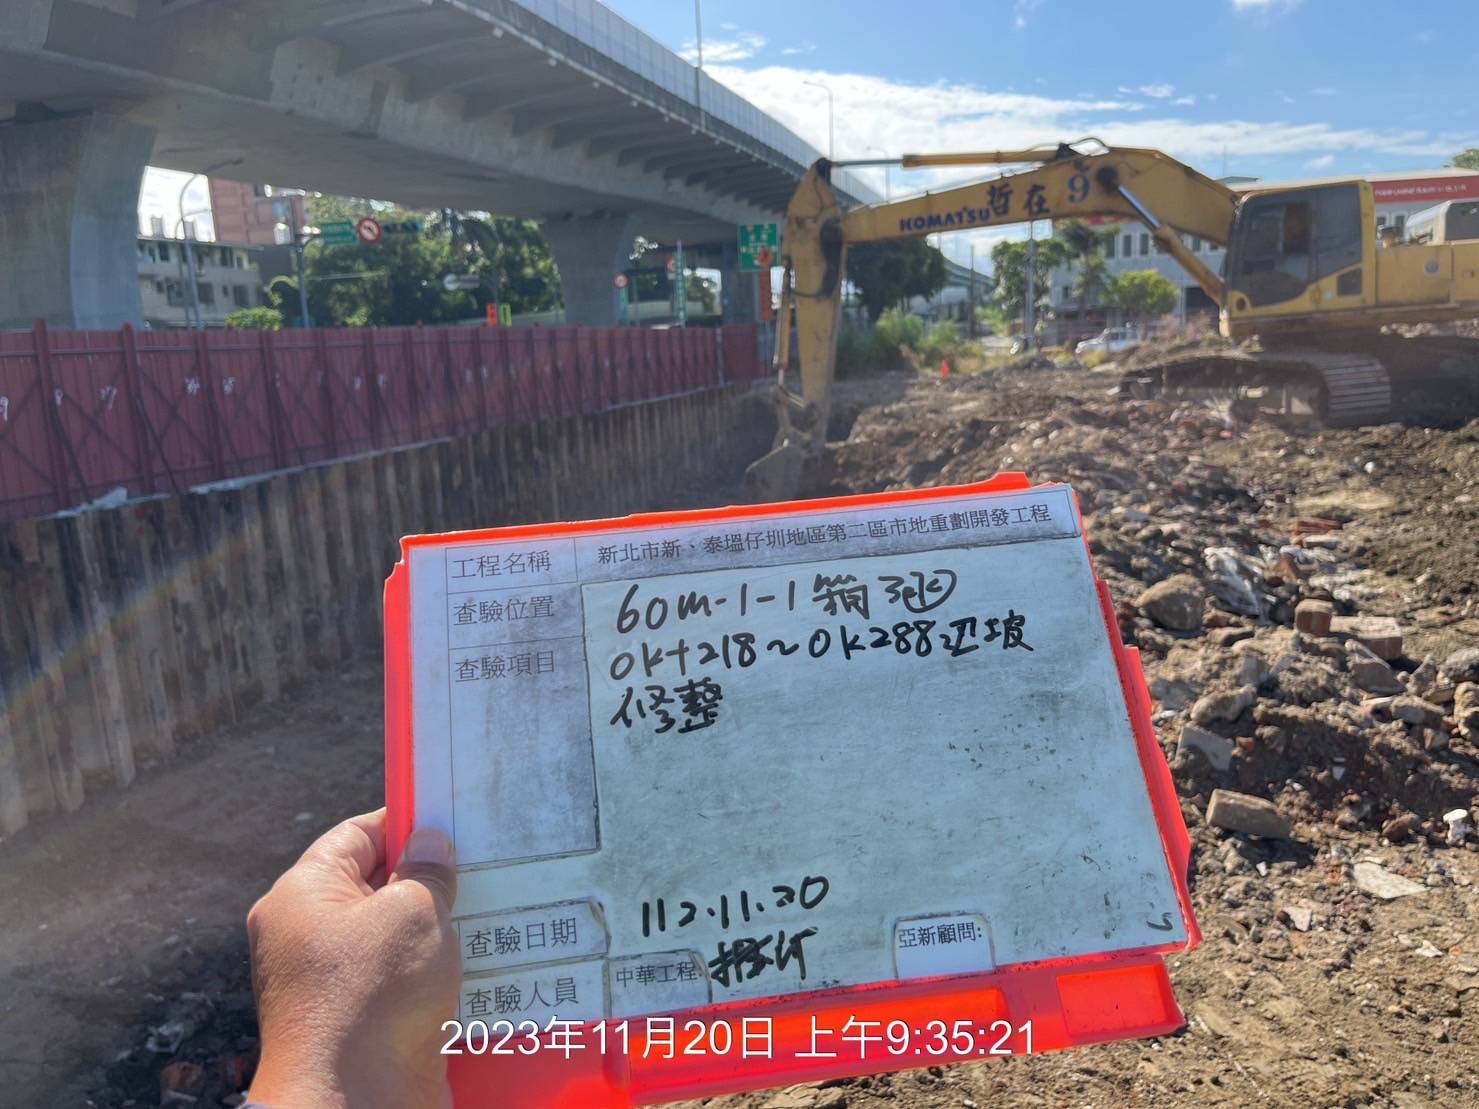 KOMATSU 哲在 9
工程名稱 新北市新、泰塭仔圳地區第二區市地重劃開發工程
查驗位置 60m-1-1箱涵
查驗項目 0k+218~0k288边坡
修整
查驗日期 112.11.20
查驗人員 中華工程: 亞新顧問:
2023年11月20日 上午9:35:21